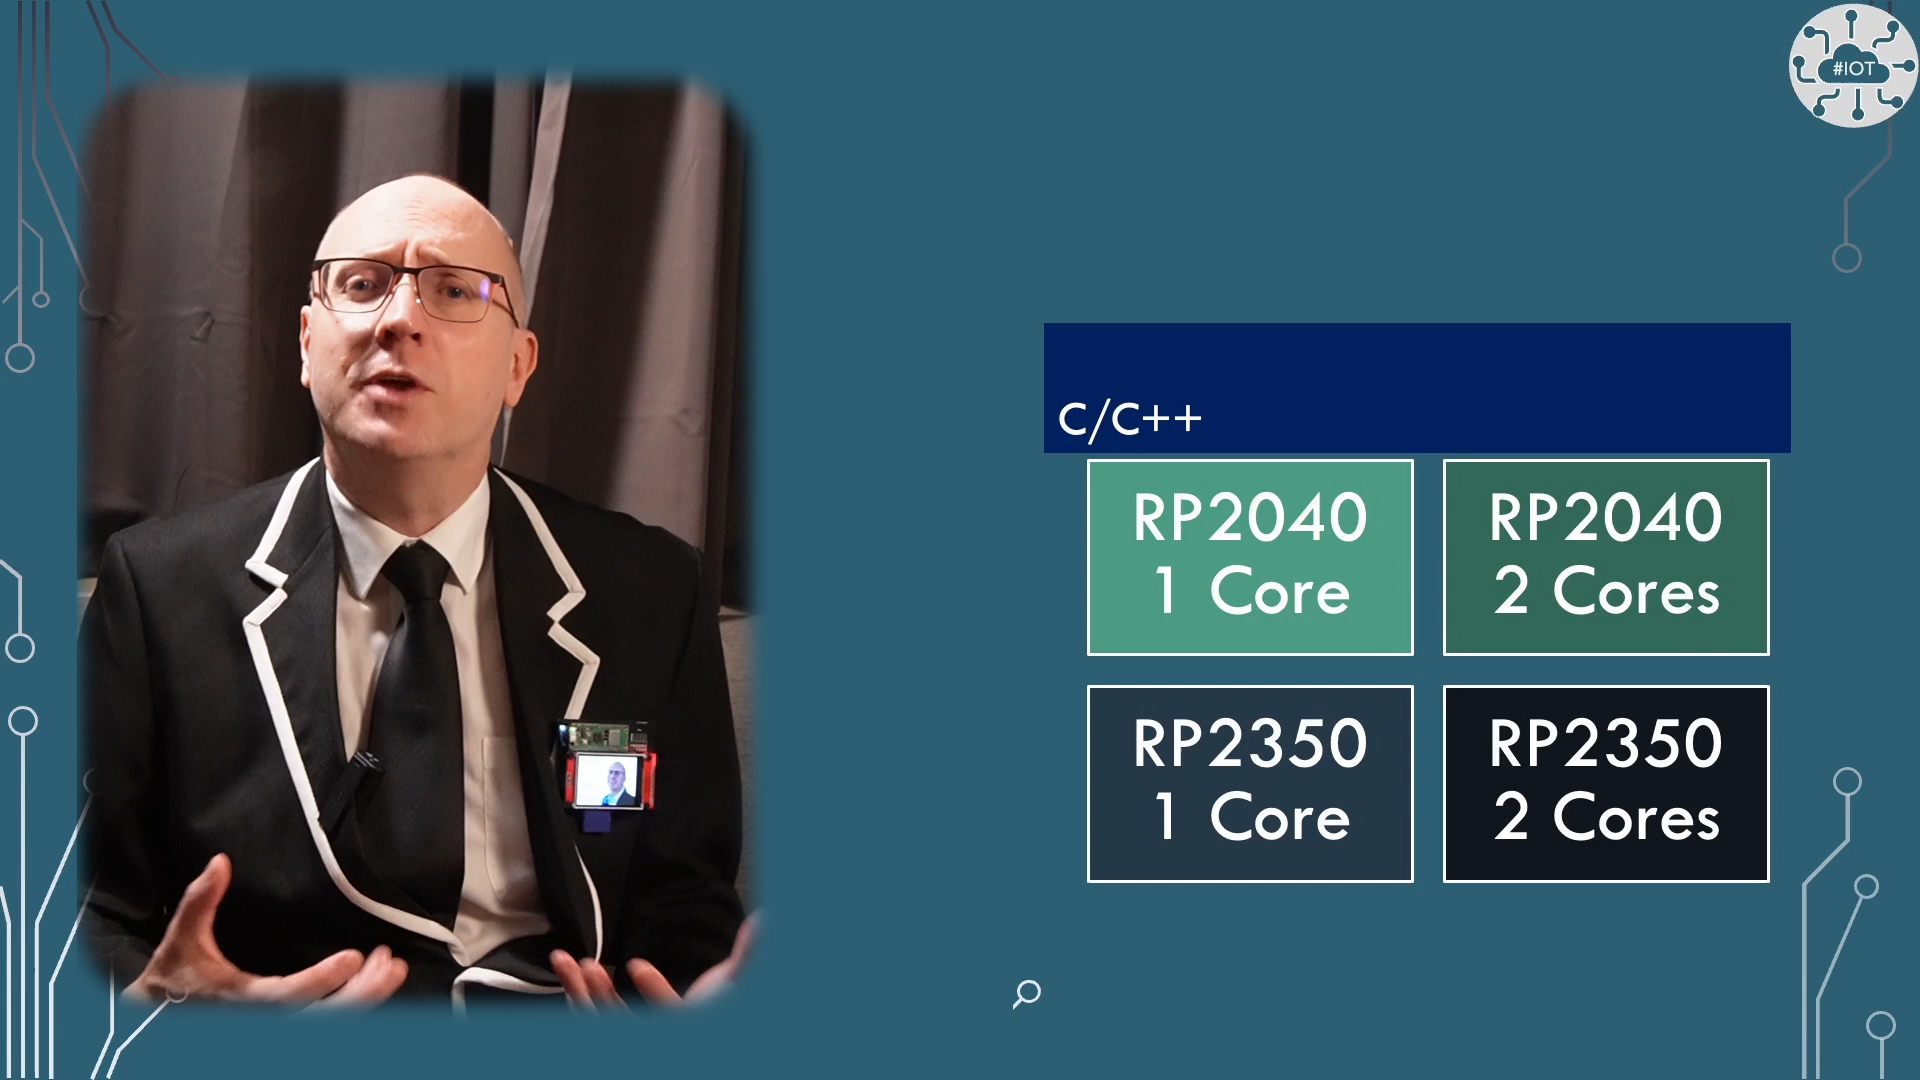 #IOT
C/C++
RP2040
1 Core
RP2040
2 Cores
RP2350
1 Core
RP2350
2 Cores